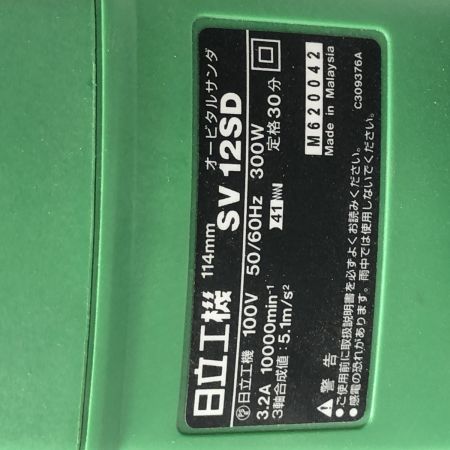 日立工機 114mm オービタルサンダ
SV 12SD
PS 日立工機 100V 50/60Hz 300W
3.2A 10000min⁻¹ 定格30分
3軸合成値：5.1m/s²
M620042
Made in Malaysia
⚠ 警告
●ご使用前に取扱説明書を必ずよくお読みください。
●感電の恐れがあります。雨中では使用しないでください。
C309376A